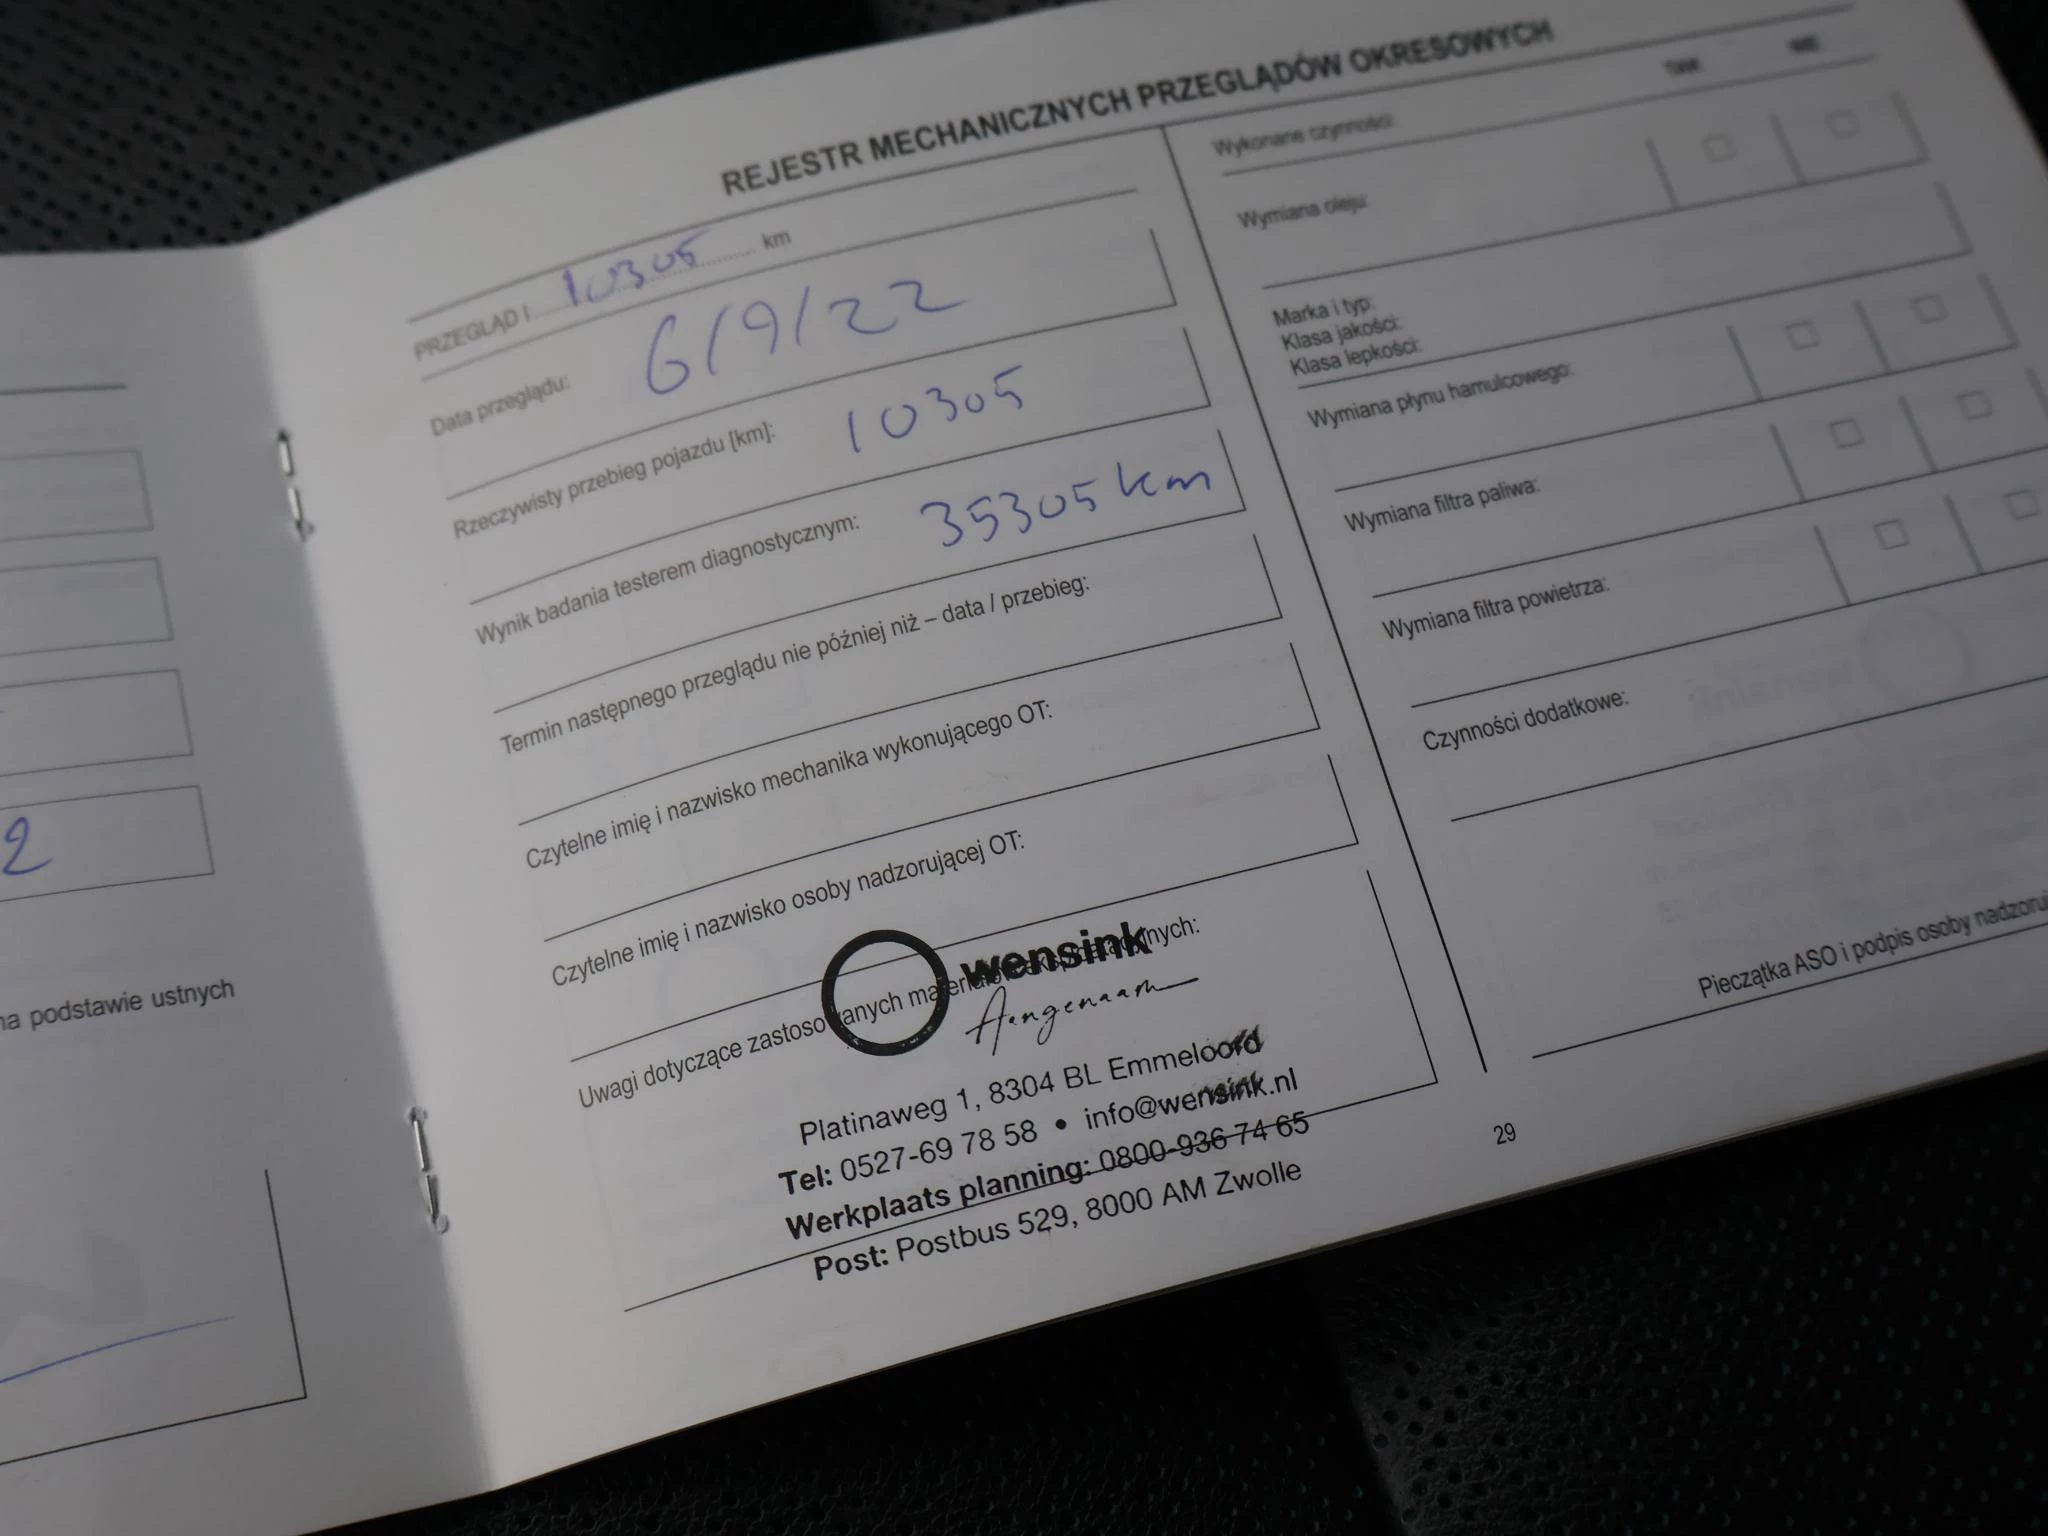 REJESTR MECHANICZNYCH PRZEGLĄDÓW OKRESOWYCH
PRZEGLĄD I 10305 km
Data przeglądu: 6/9/22
Rzeczywisty przebieg pojazdu [km]: 10305
Wynik badania testerem diagnostycznym: 35305 km
Termin następnego przeglądu nie później niż – data / przebieg:
Czytelne imię i nazwisko mechanika wykonującego OT:
Czytelne imię i nazwisko osoby nadzorującej OT:
Uwagi dotyczące zastosowanych materiałów eksploatacyjnych:
wensink
Aangenaam
Platinaweg 1, 8304 BL Emmeloord
Tel: 0527-69 78 58 • info@wensink.nl
Werkplaats planning: 0800-936 74 65
Post: Postbus 529, 8000 AM Zwolle
TAK NIE
Wykonane czynności:
Wymiana oleju:
Marka i typ:
Klasa jakości:
Klasa lepkości:
Wymiana płynu hamulcowego:
Wymiana filtra paliwa:
Wymiana filtra powietrza:
Czynności dodatkowe:
Pieczątka ASO i podpis osoby nadzoru
29
2
na podstawie ustnych